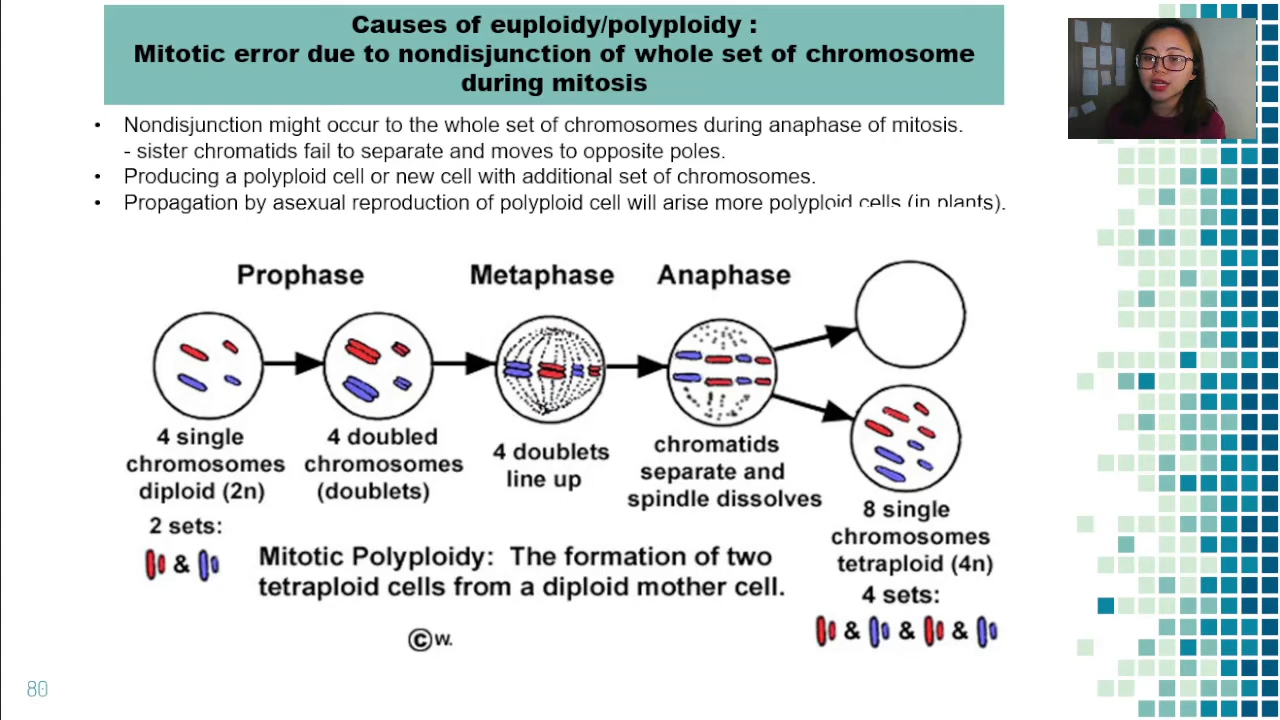 Causes of euploidy/polyploidy :
Mitotic error due to nondisjunction of whole set of chromosome
during mitosis
• Nondisjunction might occur to the whole set of chromosomes during anaphase of mitosis.
- sister chromatids fail to separate and moves to opposite poles.
• Producing a polyploid cell or new cell with additional set of chromosomes.
• Propagation by asexual reproduction of polyploid cell will arise more polyploid cells (in plants).
Prophase
Metaphase
Anaphase
4 single
chromosomes
diploid (2n)
4 doubled
chromosomes
(doublets)
4 doublets
line up
chromatids
separate and
spindle dissolves
8 single
chromosomes
tetraploid (4n)
2 sets:
&
Mitotic Polyploidy: The formation of two
tetraploid cells from a diploid mother cell.
4 sets:
& & &
©w.
80